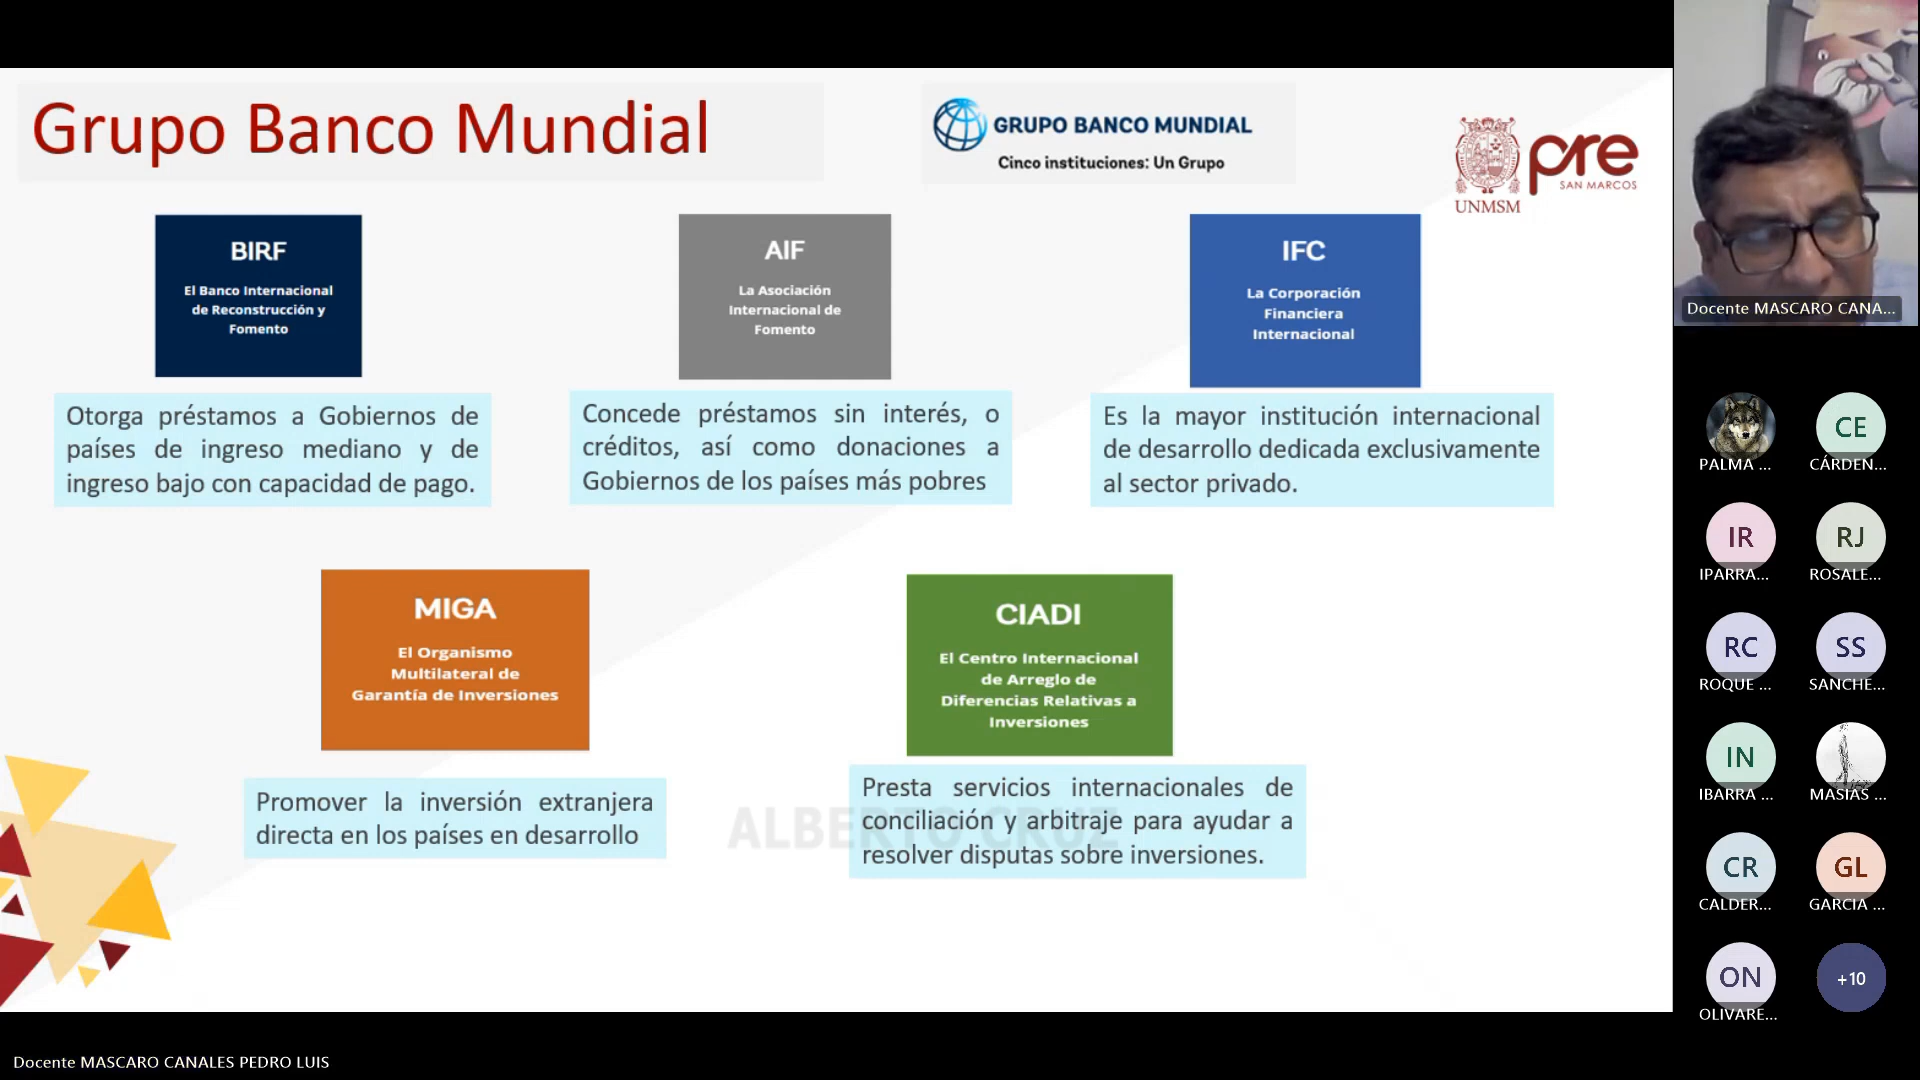 Grupo Banco Mundial
GRUPO BANCO MUNDIAL
Cinco instituciones: Un Grupo
UNMSM
pre
SAN MARCOS
BIRF
El Banco Internacional
de Reconstrucción y
Fomento
Otorga préstamos a Gobiernos de
países de ingreso mediano y de
ingreso bajo con capacidad de pago.
AIF
La Asociación
Internacional de
Fomento
Concede préstamos sin interés, o
créditos, así como donaciones a
Gobiernos de los países más pobres
IFC
La Corporación
Financiera
Internacional
Es la mayor institución internacional
de desarrollo dedicada exclusivamente
al sector privado.
MIGA
El Organismo
Multilateral de
Garantía de Inversiones
Promover la inversión extranjera
directa en los países en desarrollo
CIADI
El Centro Internacional
de Arreglo de
Diferencias Relativas a
Inversiones
Presta servicios internacionales de
conciliación y arbitraje para ayudar a
resolver disputas sobre inversiones.
ALBERTO CRUZ
Docente MASCARO CANA...
PALMA ...
CE
CÁRDEN...
IR
IPARRA...
RJ
ROSALE...
RC
ROQUE ...
SS
SANCHE...
IN
IBARRA ...
MASIAS ...
CR
CALDER...
GL
GARCIA ...
ON
OLIVARE...
+10
Docente MASCARO CANALES PEDRO LUIS